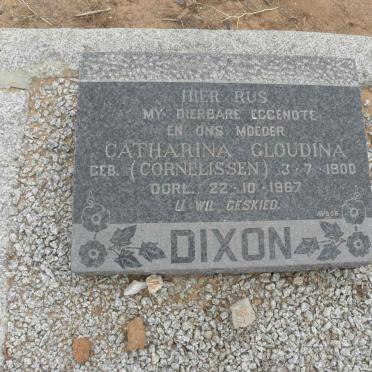 HIER RUS
MY DIERBARE EGGENOTE
EN ONS MOEDER
CATHARINA GLOUDINA
GEB. (CORNELISSEN) 3·7·1900
OORL. 22·10·1967
U WIL GESKIED.
DIXON